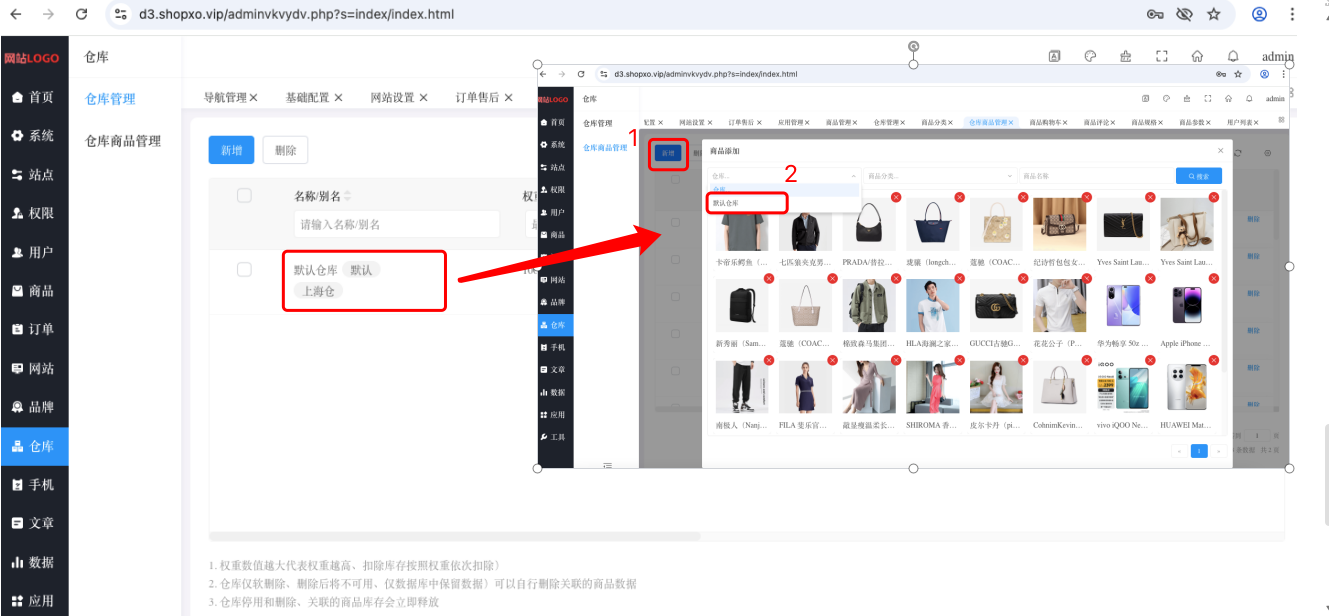 d3.shopxo.vip/adminvkvydv.php?s=index/index.html
网站LOGO
仓库
admin
首页
系统
站点
权限
用户
商品
订单
网站
品牌
仓库
手机
文章
数据
应用
仓库管理
仓库商品管理
导航管理 ×
基础配置 ×
网站设置 ×
订单售后 ×
新增
删除
名称/别名
请输入名称/别名
默认仓库 默认
上海仓
1. 权重数值越大代表权重越高、扣除库存按照权重依次扣除)
2. 仓库仅软删除、删除后将不可用、仅数据库中保留数据)可以自行删除关联的商品数据
3. 仓库停用和删除、关联的商品库存会立即释放
d3.shopxo.vip/adminvkvydv.php?s=index/index.html
网站LOGO
仓库
admin
首页
系统
站点
权限
用户
商品
网站
品牌
仓库
手机
文章
数据
应用
工具
仓库管理
仓库商品管理
配置 ×
网站设置 ×
订单售后 ×
应用管理 ×
商品管理 ×
仓库管理 ×
商品分类 ×
仓库商品管理 ×
商品购物车 ×
商品评论 ×
商品规格 ×
商品参数 ×
用户列表 ×
1
新增
商品添加
2
仓库...
商品分类...
商品名称
搜索
仓库...
默认仓库
卡帝乐鳄鱼(...
七匹狼夹克男...
PRADA/普拉...
珑骧(longch...
蔻驰(COAC...
纪诗哲包包女...
Yves Saint Lau...
Yves Saint Lau...
新秀丽(Sam...
蔻驰(COAC...
棉致森马集团...
HLA海澜之家...
GUCCI古驰G...
花花公子(P...
华为畅享 50z ...
Apple iPhone ...
南极人(Nanj...
FILA 斐乐官...
SHIROMA 香...
皮尔卡丹(pi...
CohnimKevin...
vivo iQOO Ne...
HUAWEI Mat...
删除
删除
删除
删除
删除
删除
1